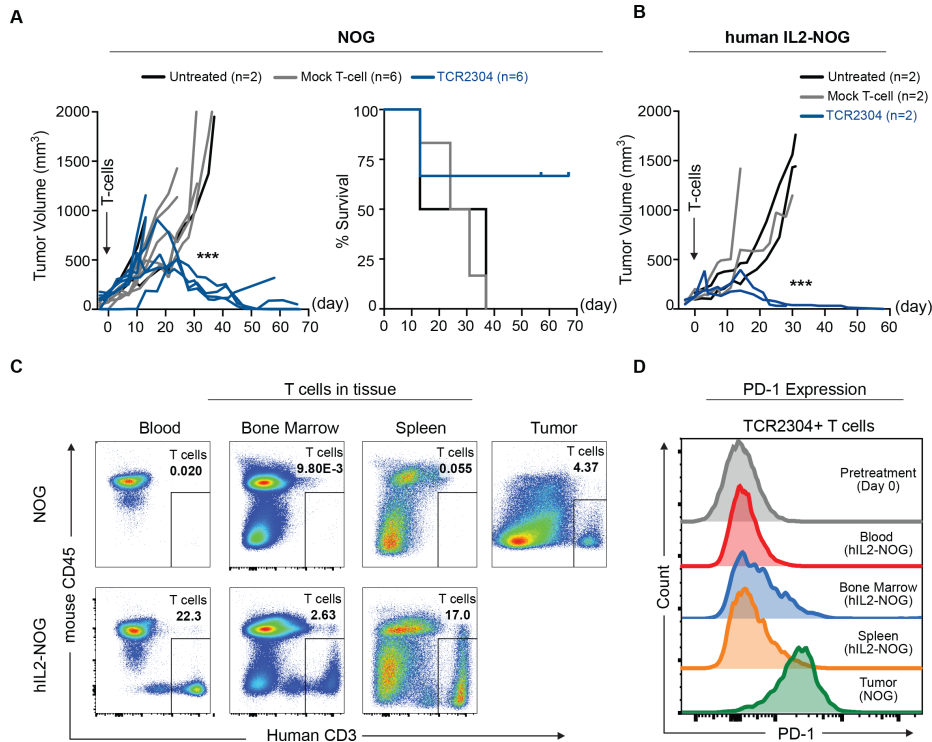 A
NOG
Untreated (n=2)
Mock T-cell (n=6)
TCR2304 (n=6)
Tumor Volume (mm3)
2000
1500
1000
500
0
T-cells
***
0 10 20 30 40 50 60 70
(day)
% Survival
100
75
50
25
0
0 10 20 30 40 50 60 70
(day)
B
human IL2-NOG
Untreated (n=2)
Mock T-cell (n=2)
TCR2304 (n=2)
Tumor Volume (mm3)
2000
1500
1000
500
0
T-cells
***
0 10 20 30 40 50 60
(day)
C
T cells in tissue
Blood
Bone Marrow
Spleen
Tumor
NOG
T cells
0.020
T cells
9.80E-3
T cells
0.055
T cells
4.37
hIL2-NOG
T cells
22.3
T cells
2.63
T cells
17.0
mouse CD45
Human CD3
D
PD-1 Expression
TCR2304+ T cells
Pretreatment
(Day 0)
Blood
(hIL2-NOG)
Bone Marrow
(hIL2-NOG)
Spleen
(hIL2-NOG)
Tumor
(NOG)
Count
PD-1